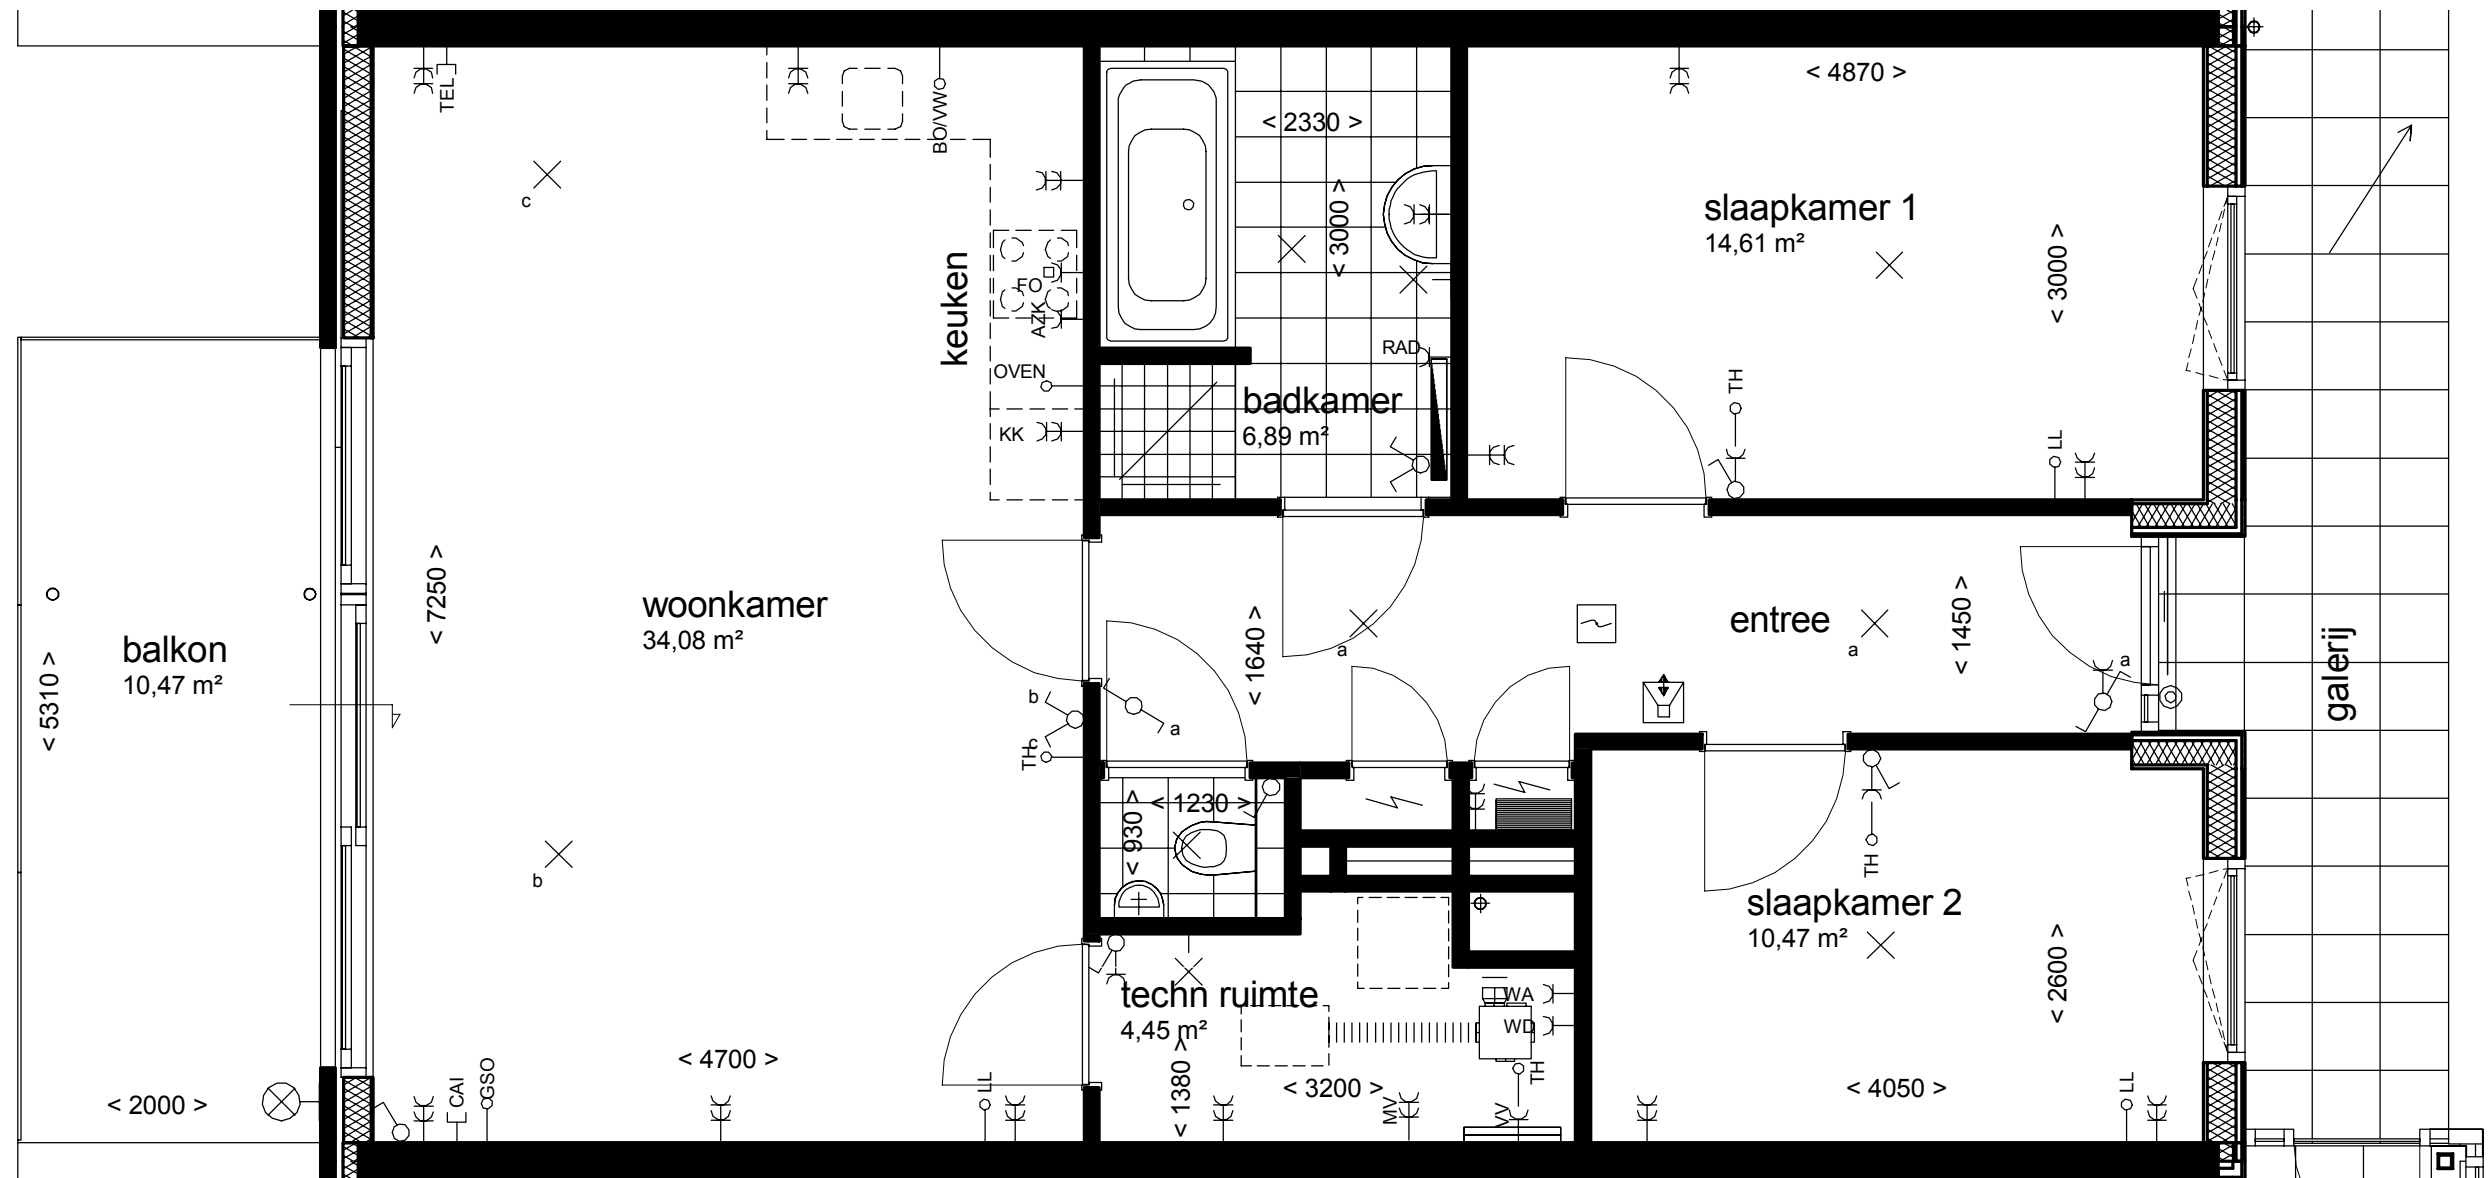 balkon
10,47 m²
< 5310 >
< 2000 >
TEL
c
BO/VW
keuken
FO
AZK
OVEN
KK
< 7250 >
woonkamer
34,08 m²
b
c
TH
b
< 4700 >
CAI
GSO
LL
< 2330 >
< 3000 >
RAD
badkamer
6,89 m²
< 4870 >
slaapkamer 1
14,61 m²
< 3000 >
TH
LL
< 1640 >
a
a
entree
a
< 1450 >
a
galerij
< 1230 >
< 930 >
techn ruimte
4,45 m²
< 1380 >
< 3200 >
WA
WD
TH
MV
VV
TH
slaapkamer 2
10,47 m²
< 2600 >
< 4050 >
LL